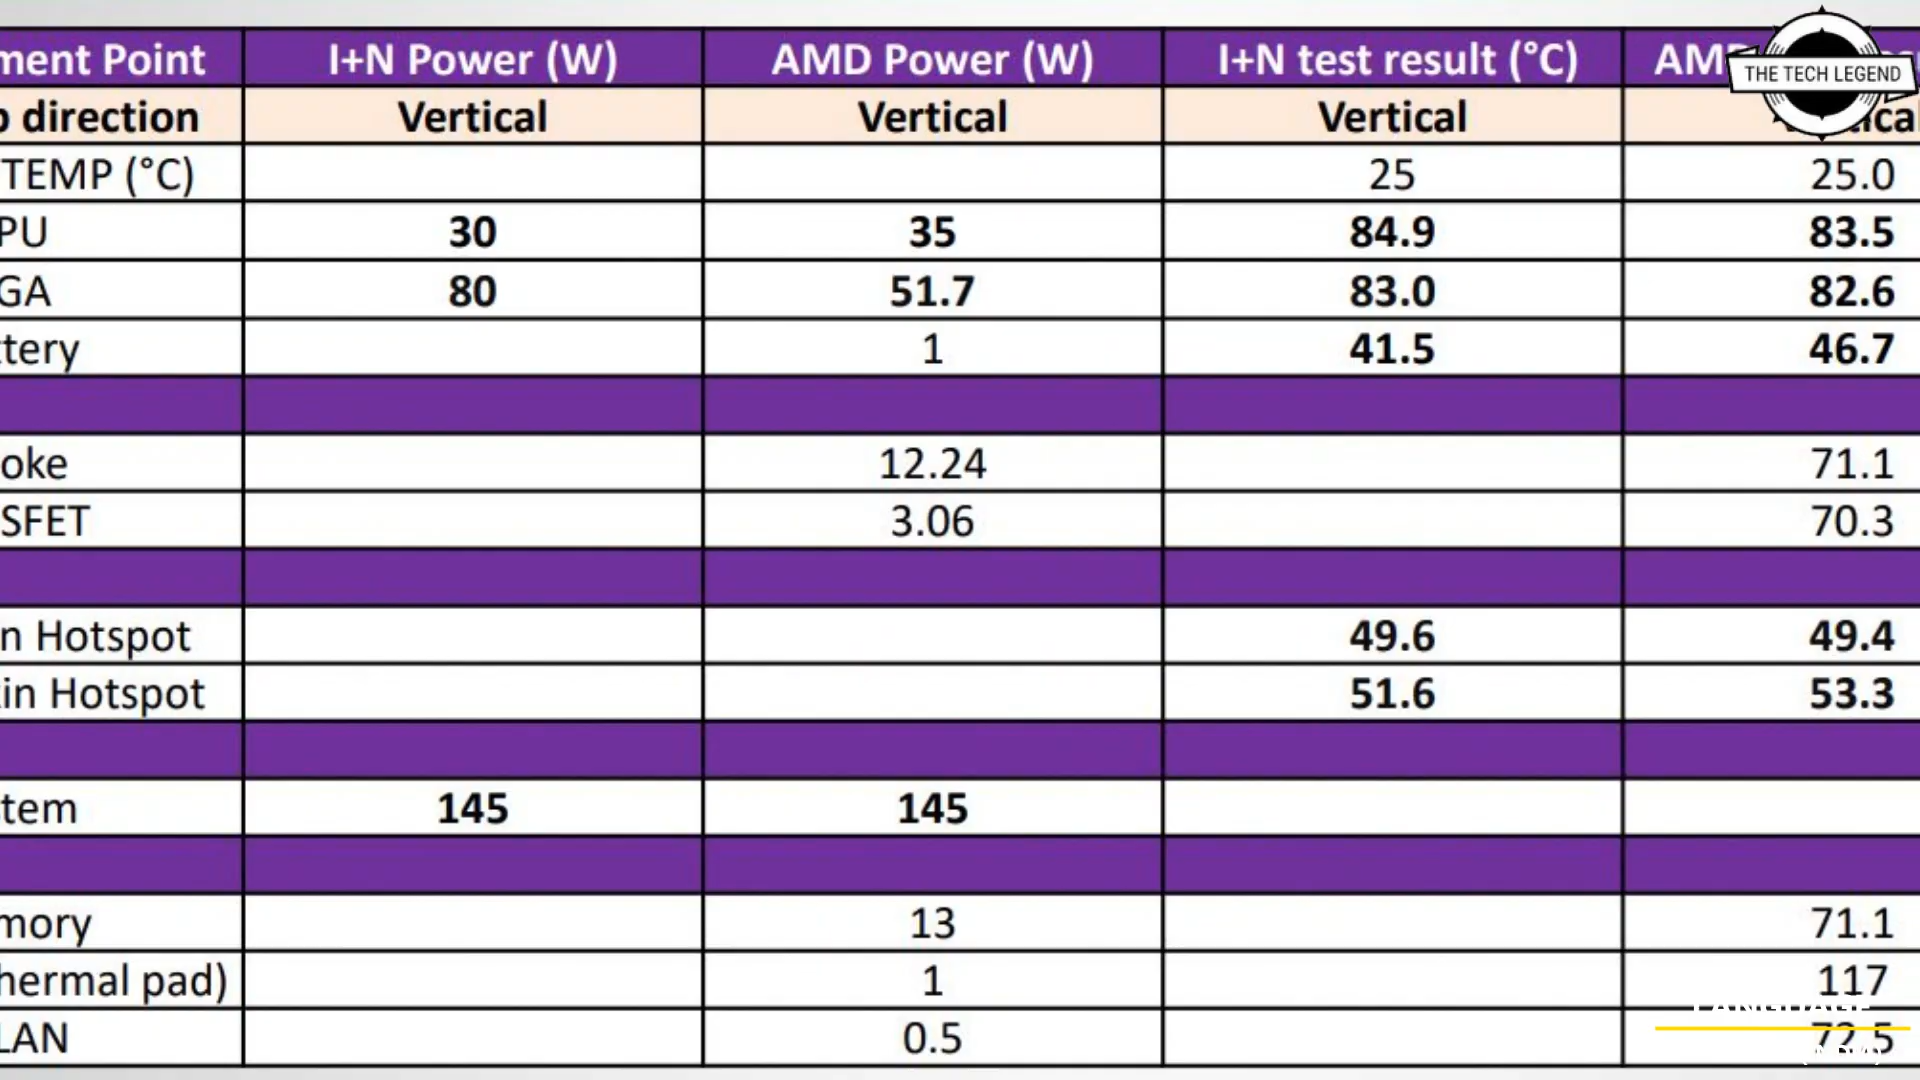 ment Point I+N Power (W) AMD Power (W) I+N test result (°C) AM
THE TECH LEGEND
direction Vertical Vertical Vertical
TEMP (°C) 25 25.0
PU 30 35 84.9 83.5
GA 80 51.7 83.0 82.6
ttery 1 41.5 46.7
oke 12.24 71.1
SFET 3.06 70.3
n Hotspot 49.6 49.4
in Hotspot 51.6 53.3
tem 145 145
mory 13 71.1
hermal pad) 1 117
LAN 0.5 72.5